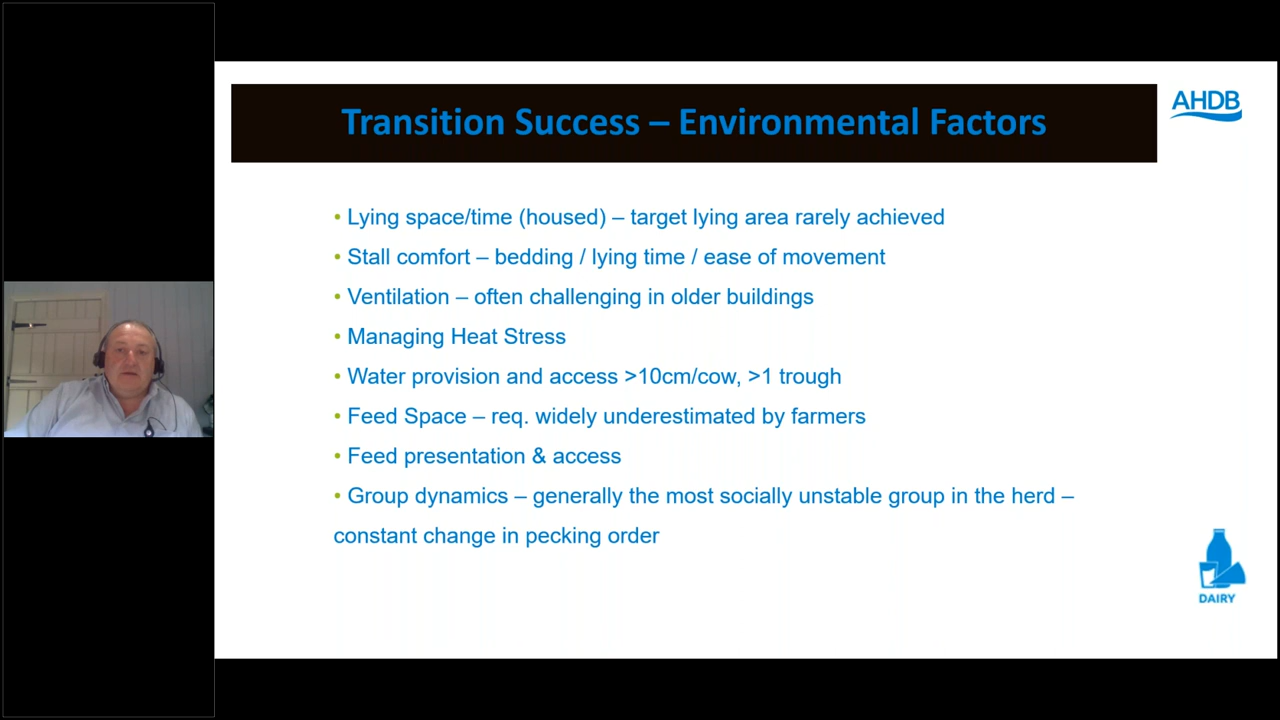 Transition Success – Environmental Factors
AHDB
• Lying space/time (housed) – target lying area rarely achieved
• Stall comfort – bedding / lying time / ease of movement
• Ventilation – often challenging in older buildings
• Managing Heat Stress
• Water provision and access >10cm/cow, >1 trough
• Feed Space – req. widely underestimated by farmers
• Feed presentation & access
• Group dynamics – generally the most socially unstable group in the herd –
constant change in pecking order
DAIRY